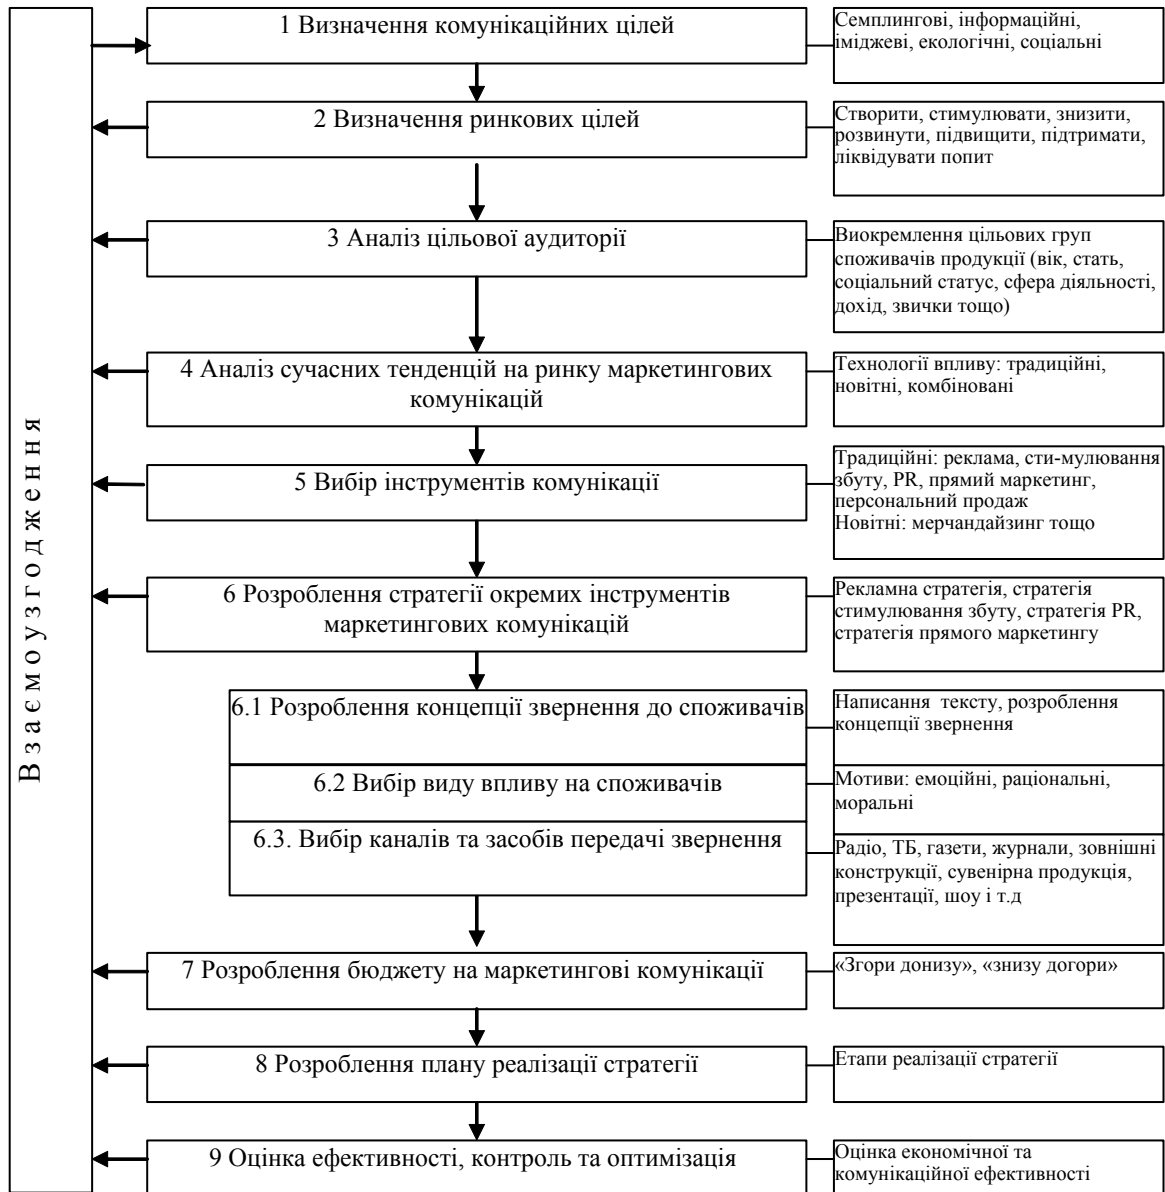 Взаємоузгодження
1 Визначення комунікаційних цілей
Семплингові, інформаційні,
іміджеві, екологічні, соціальні
2 Визначення ринкових цілей
Створити, стимулювати, знизити,
розвинути, підвищити, підтримати,
ліквідувати попит
3 Аналіз цільової аудиторії
Виокремлення цільових груп
споживачів продукції (вік, стать,
соціальний статус, сфера діяльності,
дохід, звички тощо)
4 Аналіз сучасних тенденцій на ринку маркетингових
комунікацій
Технології впливу: традиційні,
новітні, комбіновані
5 Вибір інструментів комунікації
Традиційні: реклама, сти-мулювання
збуту, PR, прямий маркетинг,
персональний продаж
Новітні: мерчандайзинг тощо
6 Розроблення стратегії окремих інструментів
маркетингових комунікацій
Рекламна стратегія, стратегія
стимулювання збуту, стратегія PR,
стратегія прямого маркетингу
6.1 Розроблення концепції звернення до споживачів
Написання тексту, розроблення
концепції звернення
6.2 Вибір виду впливу на споживачів
Мотиви: емоційні, раціональні,
моральні
6.3. Вибір каналів та засобів передачі звернення
Радіо, ТБ, газети, журнали, зовнішні
конструкції, сувенірна продукція,
презентації, шоу і т.д
7 Розроблення бюджету на маркетингові комунікації
«Згори донизу», «знизу догори»
8 Розроблення плану реалізації стратегії
Етапи реалізації стратегії
9 Оцінка ефективності, контроль та оптимізація
Оцінка економічної та
комунікаційної ефективності